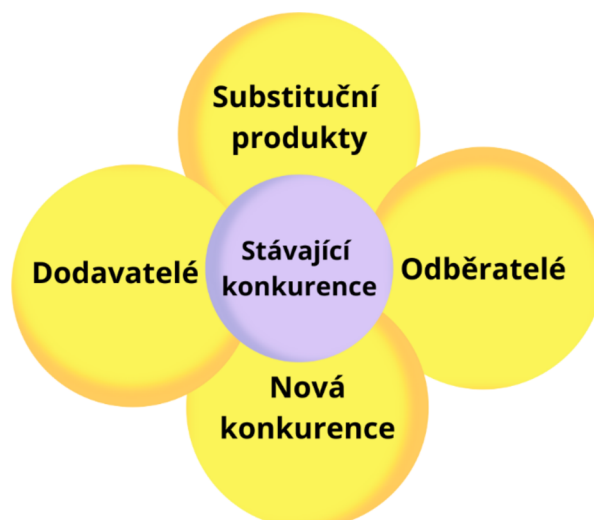 Substituční
produkty
Dodavatelé
Stávající
konkurence
Odběratelé
Nová
konkurence